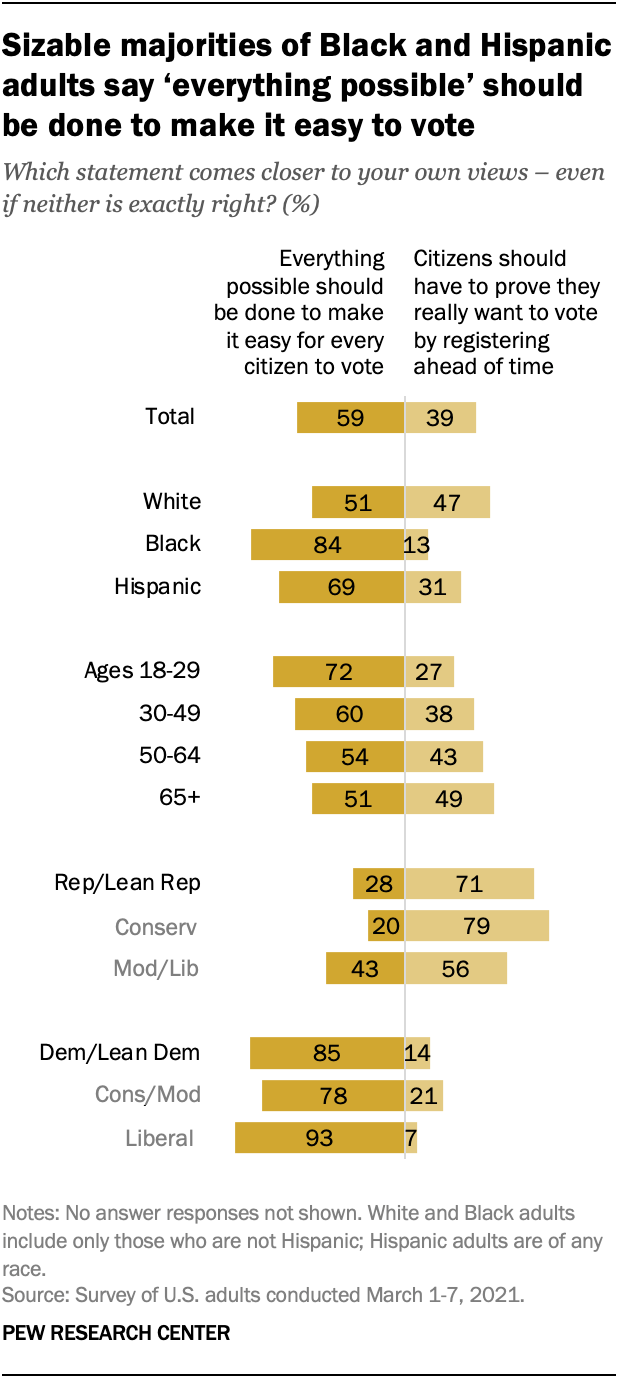 Sizable majorities of Black and Hispanic
adults say ‘everything possible’ should
be done to make it easy to vote
Which statement comes closer to your own views – even
if neither is exactly right? (%)
Everything
possible should
be done to make
it easy for every
citizen to vote
Citizens should
have to prove they
really want to vote
by registering
ahead of time
Total 59 39
White 51 47
Black 84 13
Hispanic 69 31
Ages 18-29 72 27
30-49 60 38
50-64 54 43
65+ 51 49
Rep/Lean Rep 28 71
Conserv 20 79
Mod/Lib 43 56
Dem/Lean Dem 85 14
Cons/Mod 78 21
Liberal 93 7
Notes: No answer responses not shown. White and Black adults
include only those who are not Hispanic; Hispanic adults are of any
race.
Source: Survey of U.S. adults conducted March 1-7, 2021.
PEW RESEARCH CENTER